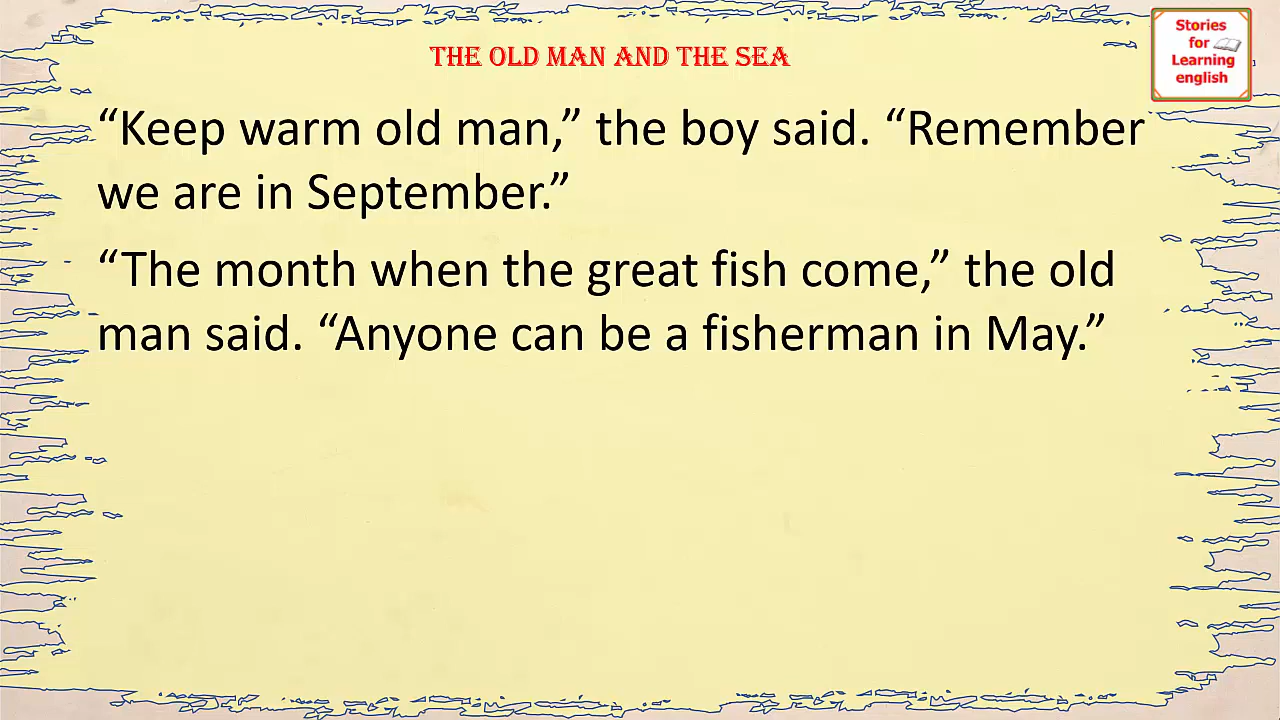 THE OLD MAN AND THE SEA
Stories
for
Learning
english
“Keep warm old man,” the boy said. “Remember
we are in September.”
“The month when the great fish come,” the old
man said. “Anyone can be a fisherman in May.”